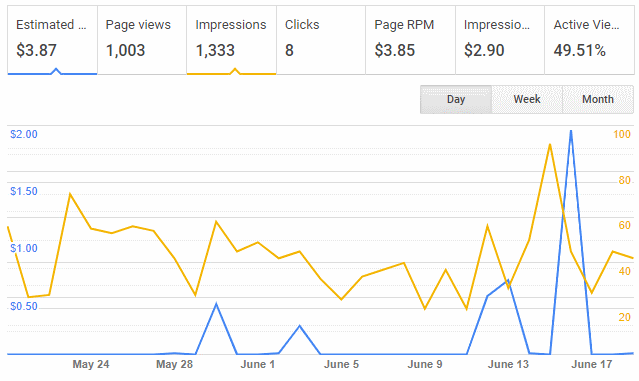 Estimated ... Page views Impressions Clicks Page RPM Impressio... Active Vie...
$3.87 1,003 1,333 8 $3.85 $2.90 49.51%
Day Week Month
$2.00 100
$1.50 80
$1.00 60
$0.50 40
20
May 24 May 28 June 1 June 5 June 9 June 13 June 17